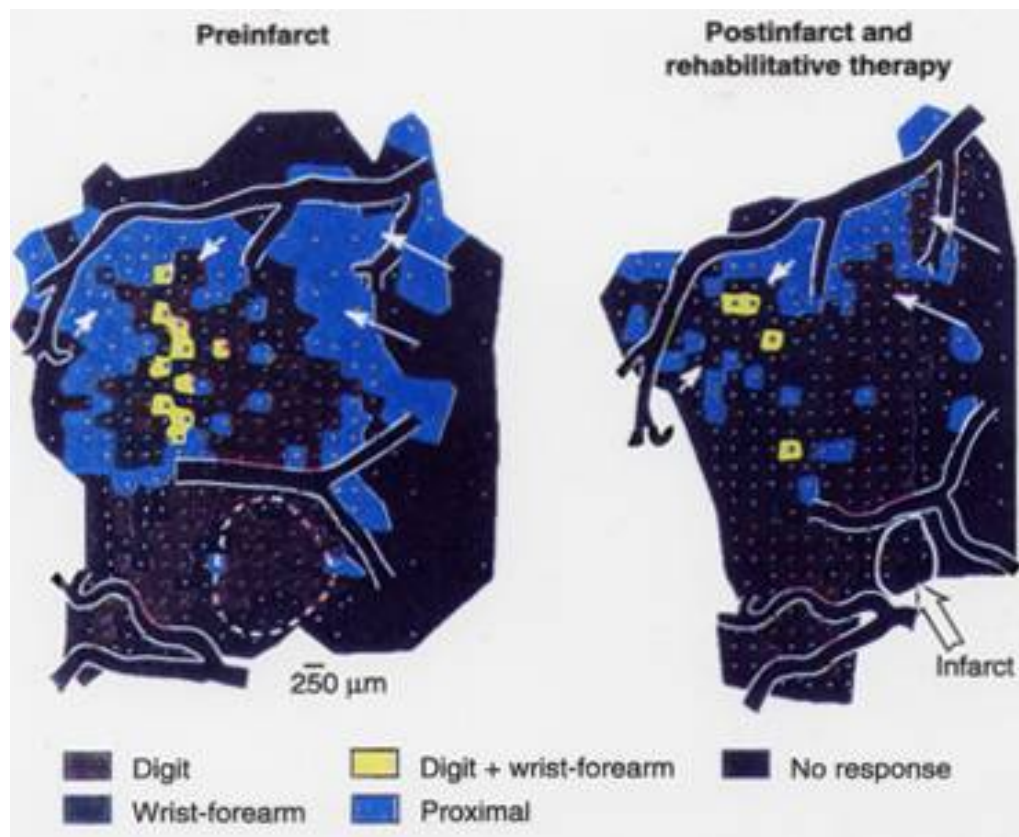 Preinfarct
Postinfarct and
rehabilitative therapy
250 μm
Infarct
Digit
Digit + wrist-forearm
No response
Wrist-forearm
Proximal